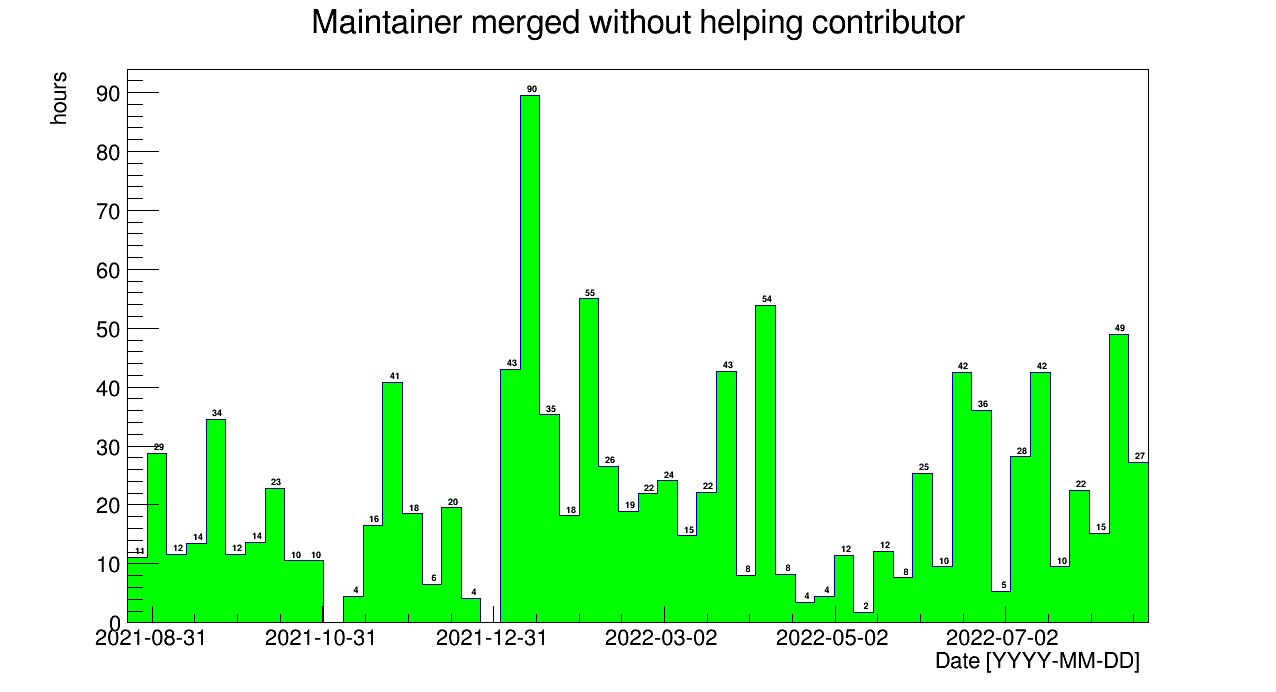 Maintainer merged without helping contributor
hours
90
80
70
60
50
40
30
20
10
0
11 29 12 14 34 12 14 23 10 10 4 16 41 18 6 20 4 43 90 35 18 55 26 19 22 24 15 22 43 8 54 8 4 4 12 2 12 8 25 10 42 36 5 28 42 10 22 15 49 27
2021-08-31 2021-10-31 2021-12-31 2022-03-02 2022-05-02 2022-07-02
Date [YYYY-MM-DD]